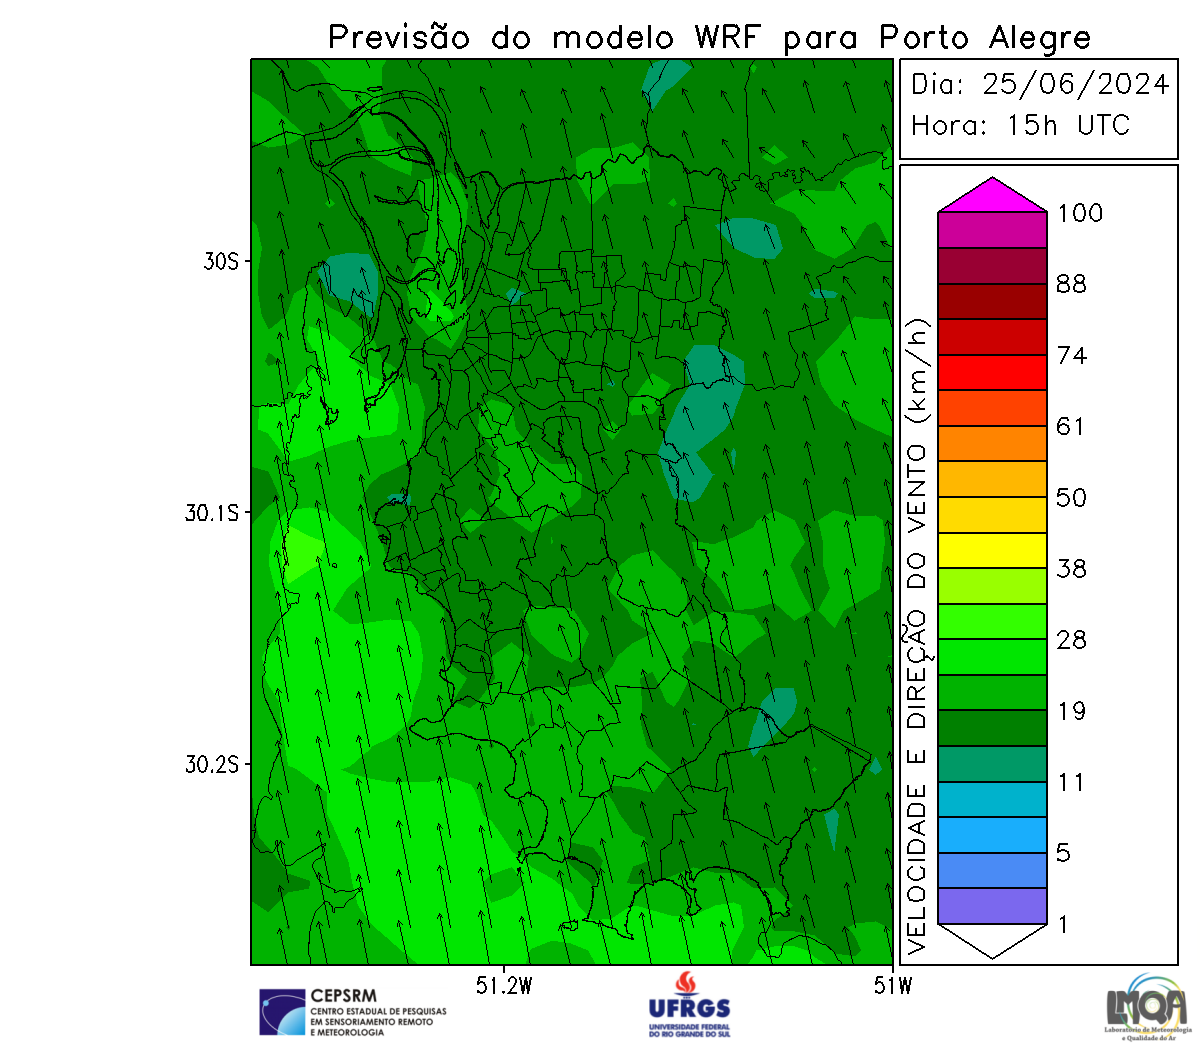 Previsão do modelo WRF para Porto Alegre
Dia: 25/06/2024
Hora: 15h UTC
VELOCIDADE E DIREÇÃO DO VENTO (km/h)
100
88
74
61
50
38
28
19
11
5
1
30S
30.1S
30.2S
51.2W
51W
CEPSRM
CENTRO ESTADUAL DE PESQUISAS
EM SENSORIAMENTO REMOTO
E METEOROLOGIA
UFRGS
UNIVERSIDADE FEDERAL
DO RIO GRANDE DO SUL
LMQA
Laboratório de Meteorologia
e Qualidade do Ar